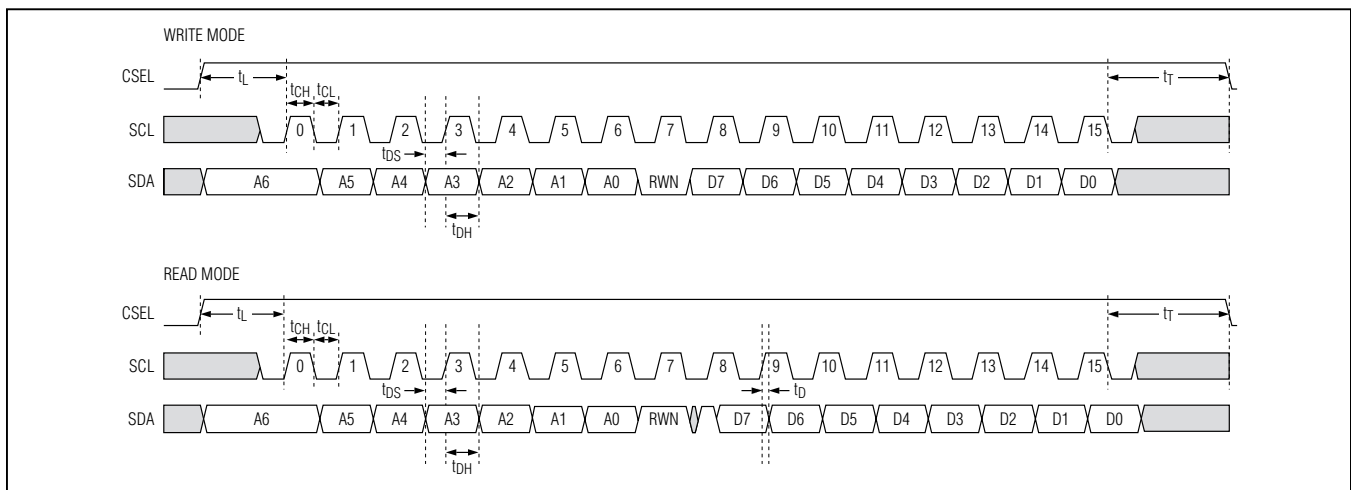 WRITE MODE
CSEL tL tT
tCH tCL
SCL 0 1 2 3 4 5 6 7 8 9 10 11 12 13 14 15
tDS
SDA A6 A5 A4 A3 A2 A1 A0 RWN D7 D6 D5 D4 D3 D2 D1 D0
tDH
READ MODE
CSEL tL tT
tCH tCL
SCL 0 1 2 3 4 5 6 7 8 9 10 11 12 13 14 15
tDS tD
SDA A6 A5 A4 A3 A2 A1 A0 RWN D7 D6 D5 D4 D3 D2 D1 D0
tDH